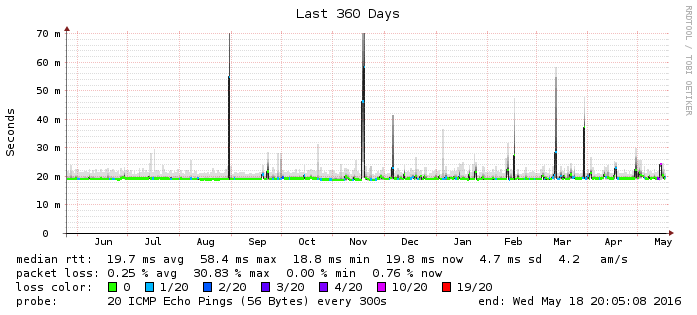 Last 360 Days
RRDTOOL / TOBI OETIKER
Seconds
70 m
60 m
50 m
40 m
30 m
20 m
10 m
0
Jun Jul Aug Sep Oct Nov Dec Jan Feb Mar Apr May
median rtt: 19.7 ms avg 58.4 ms max 18.8 ms min 19.8 ms now 4.7 ms sd 4.2 am/s
packet loss: 0.25 % avg 30.83 % max 0.00 % min 0.76 % now
loss color: 0 1/20 2/20 3/20 4/20 10/20 19/20
probe: 20 ICMP Echo Pings (56 Bytes) every 300s end: Wed May 18 20:05:08 2016